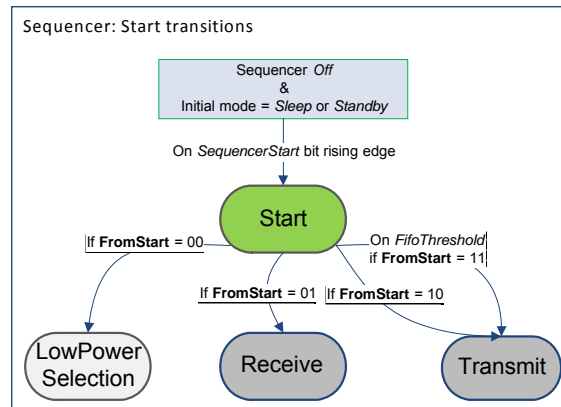 Sequencer: Start transitions
Sequencer Off
&
Initial mode = Sleep or Standby
On SequencerStart bit rising edge
Start
If FromStart = 00
On FifoThreshold
if FromStart = 11
If FromStart = 01
If FromStart = 10
LowPower
Selection
Receive
Transmit